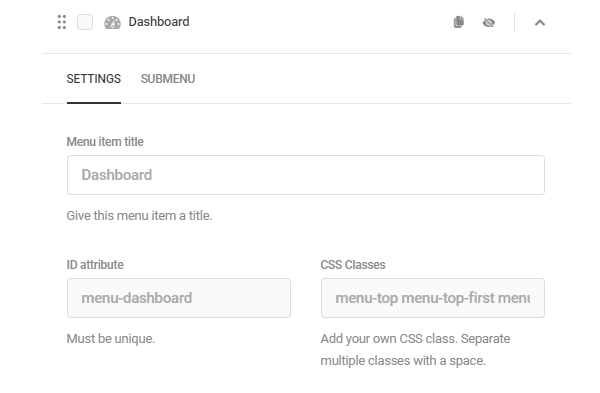 Dashboard
SETTINGS SUBMENU
Menu item title
Dashboard
Give this menu item a title.
ID attribute
menu-dashboard
Must be unique.
CSS Classes
menu-top menu-top-first
Add your own CSS class. Separate
multiple classes with a space.